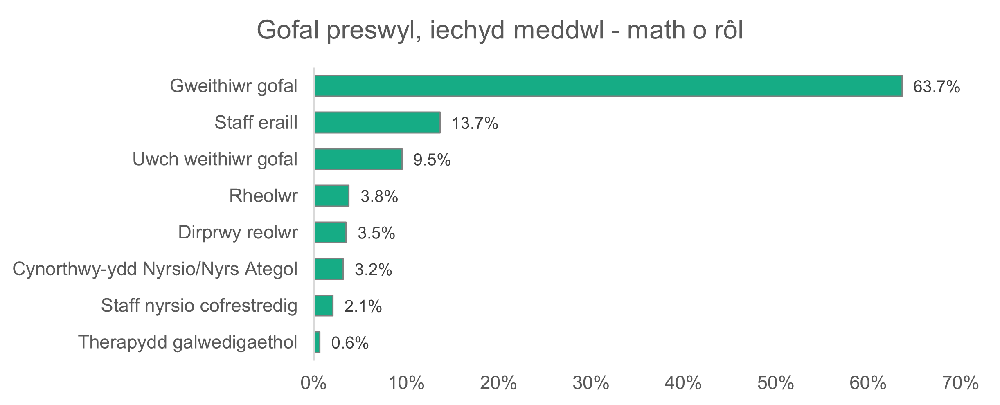 Gofal preswyl, iechyd meddwl - math o rôl
Gweithiwr gofal 63.7%
Staff eraill 13.7%
Uwch weithiwr gofal 9.5%
Rheolwr 3.8%
Dirprwy reolwr 3.5%
Cynorthwy-ydd Nyrsio/Nyrs Ategol 3.2%
Staff nyrsio cofrestredig 2.1%
Therapydd galwedigaethol 0.6%
0% 10% 20% 30% 40% 50% 60% 70%